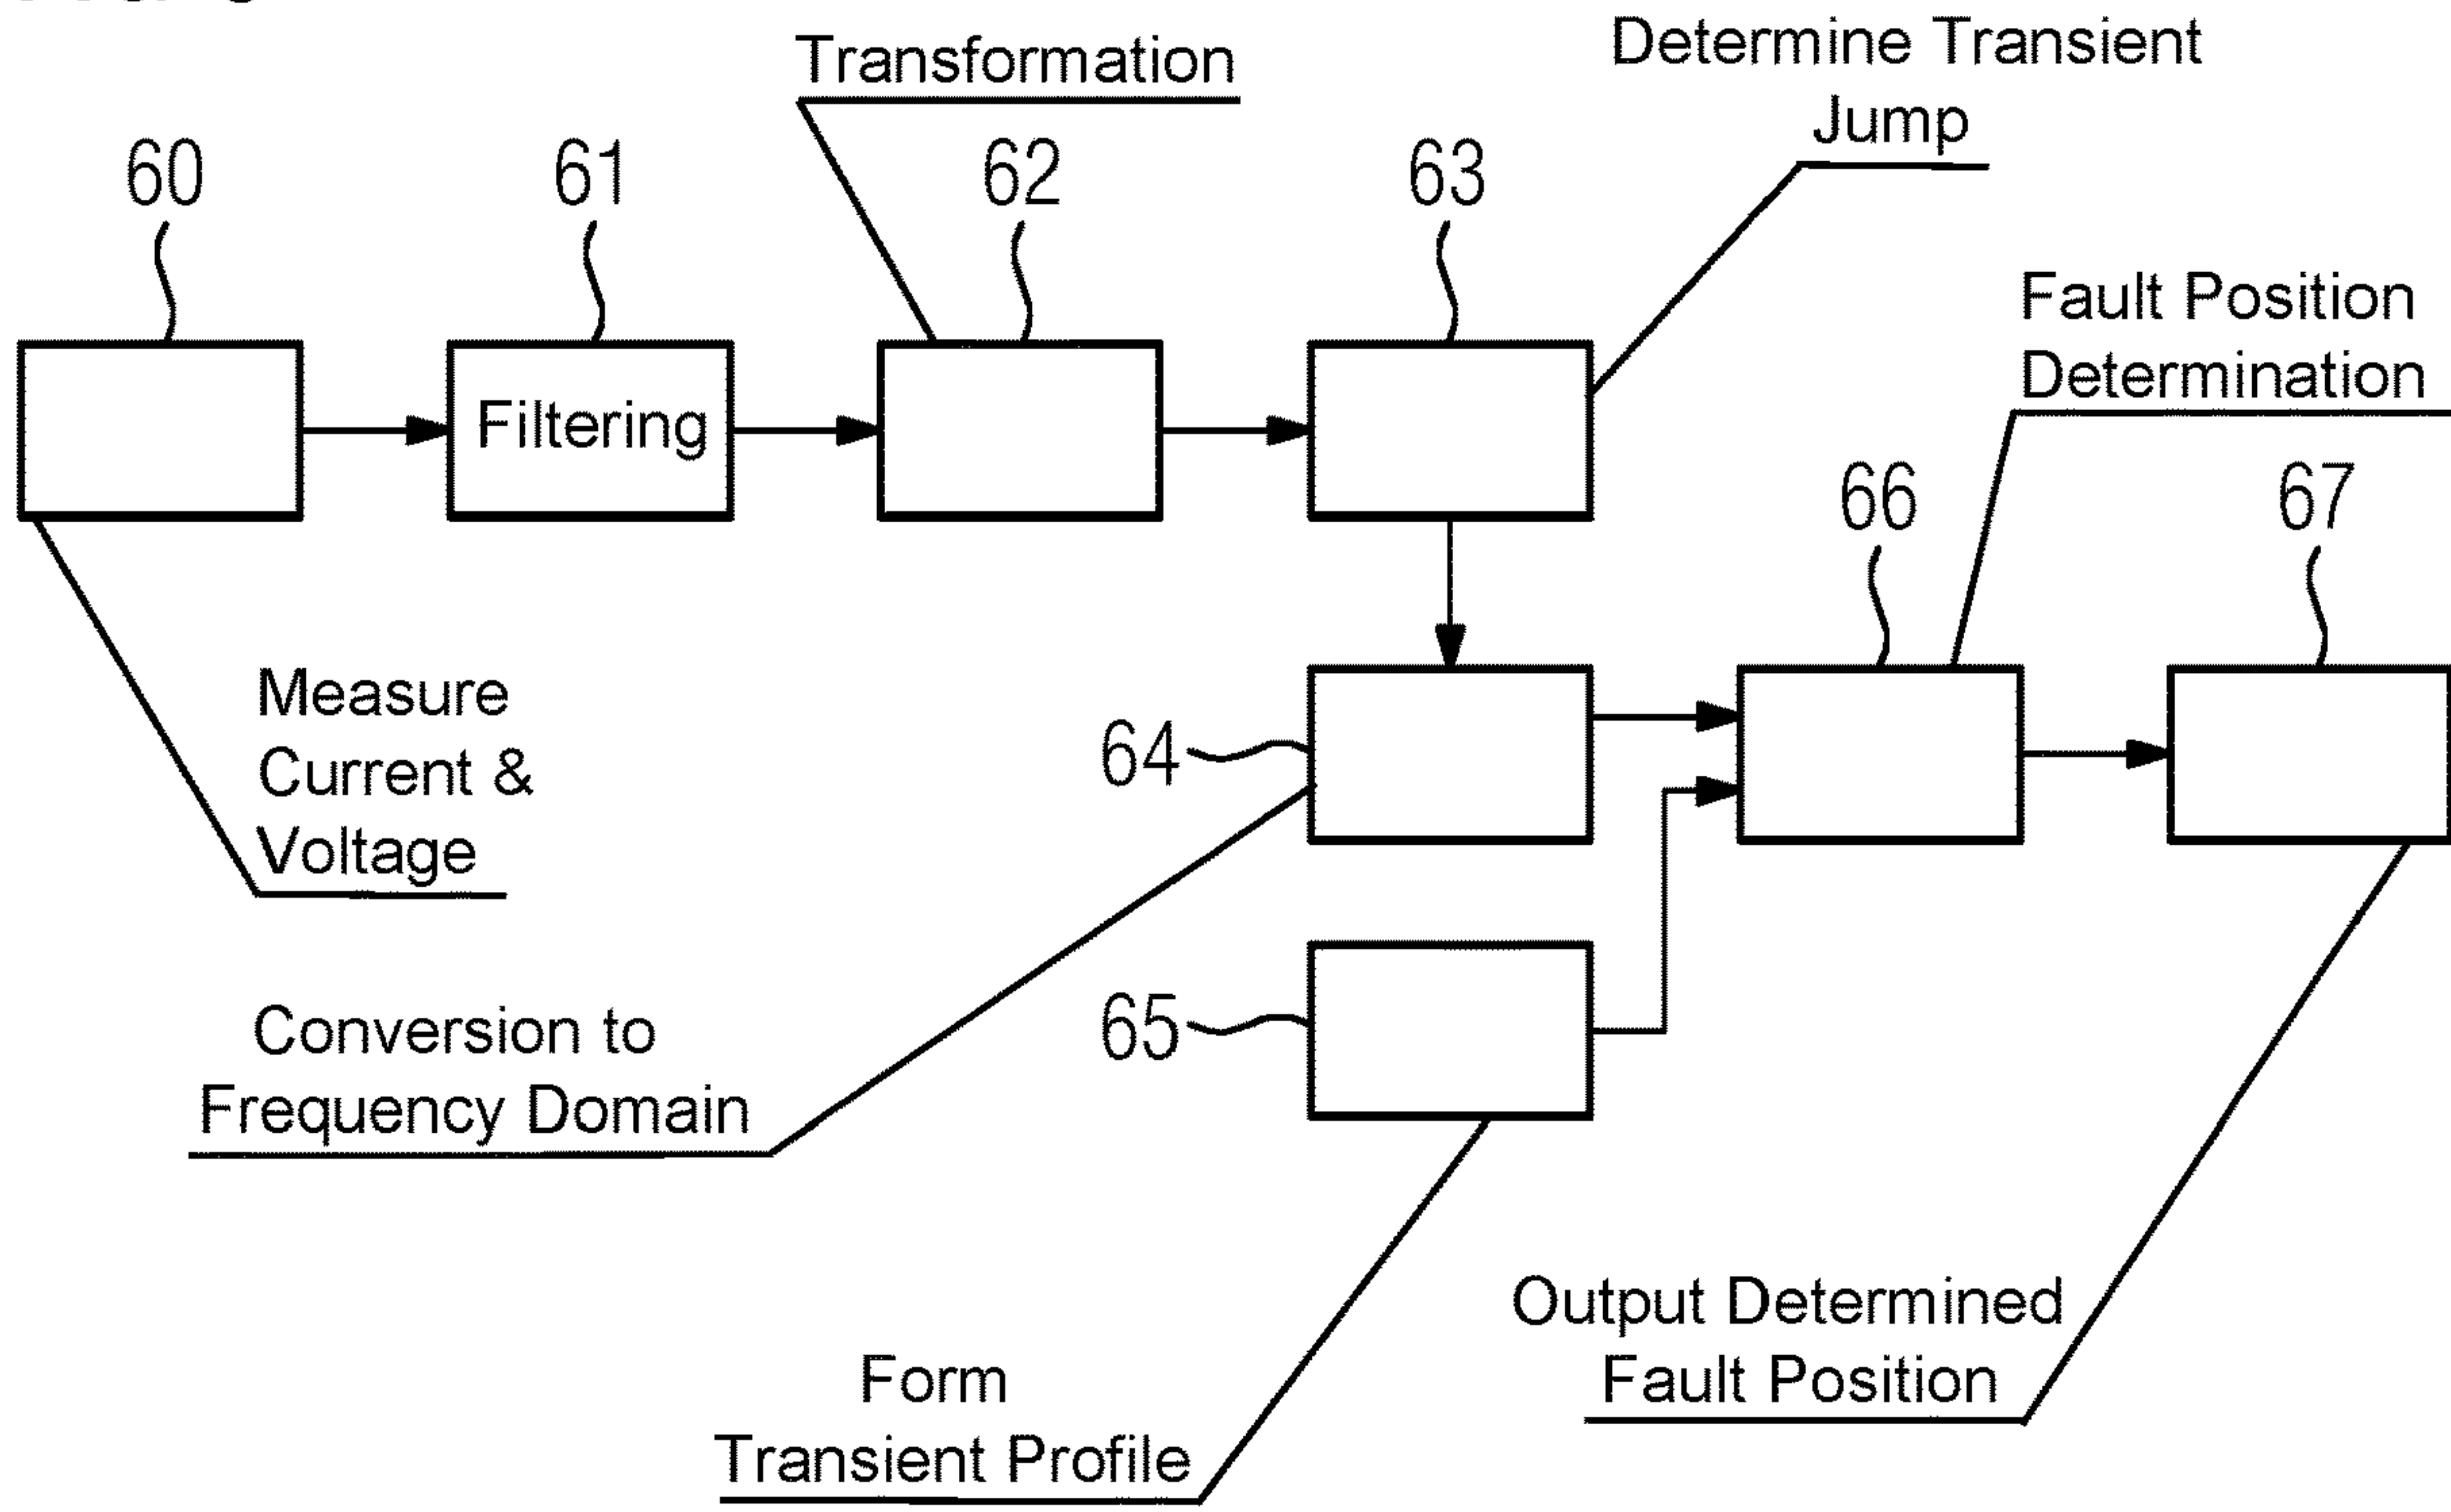 Transformation
Determine Transient
Jump
60
61
62
63
Fault Position
Determination
Filtering
66
67
Measure
Current &
Voltage
64
65
Conversion to
Frequency Domain
Output Determined
Fault Position
Form
Transient Profile